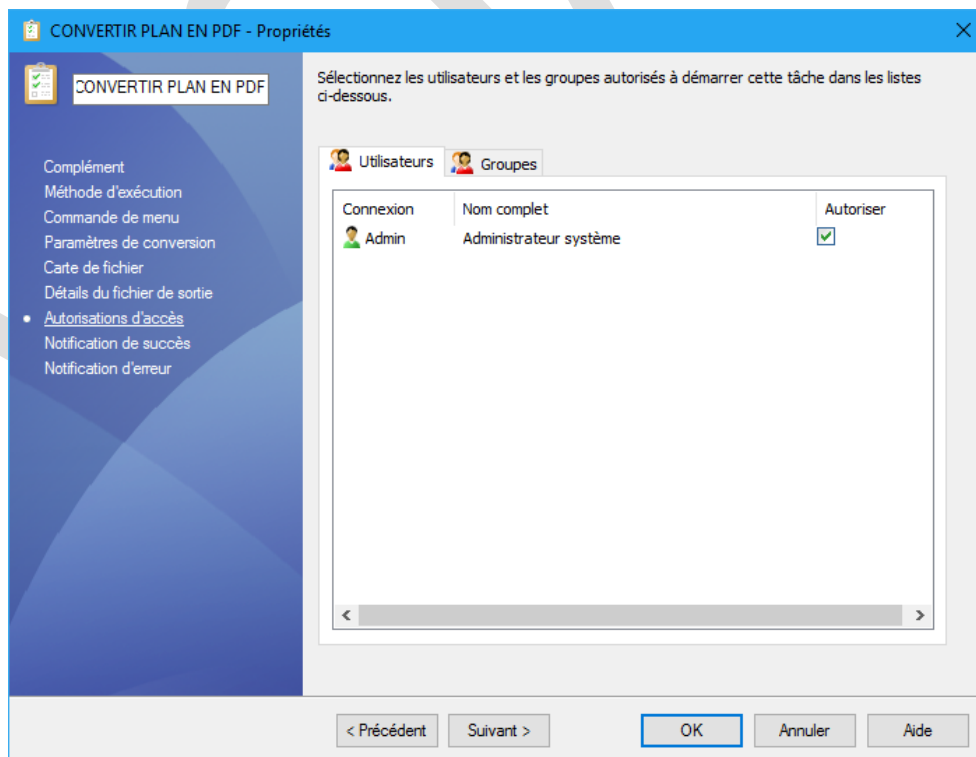 CONVERTIR PLAN EN PDF - Propriétés
CONVERTIR PLAN EN PDF
Complément
Méthode d'exécution
Commande de menu
Paramètres de conversion
Carte de fichier
Détails du fichier de sortie
Autorisations d'accès
Notification de succès
Notification d'erreur
Sélectionnez les utilisateurs et les groupes autorisés à démarrer cette tâche dans les listes
ci-dessous.
Utilisateurs Groupes
Connexion Nom complet Autoriser
Admin Administrateur système
< Précédent Suivant > OK Annuler Aide